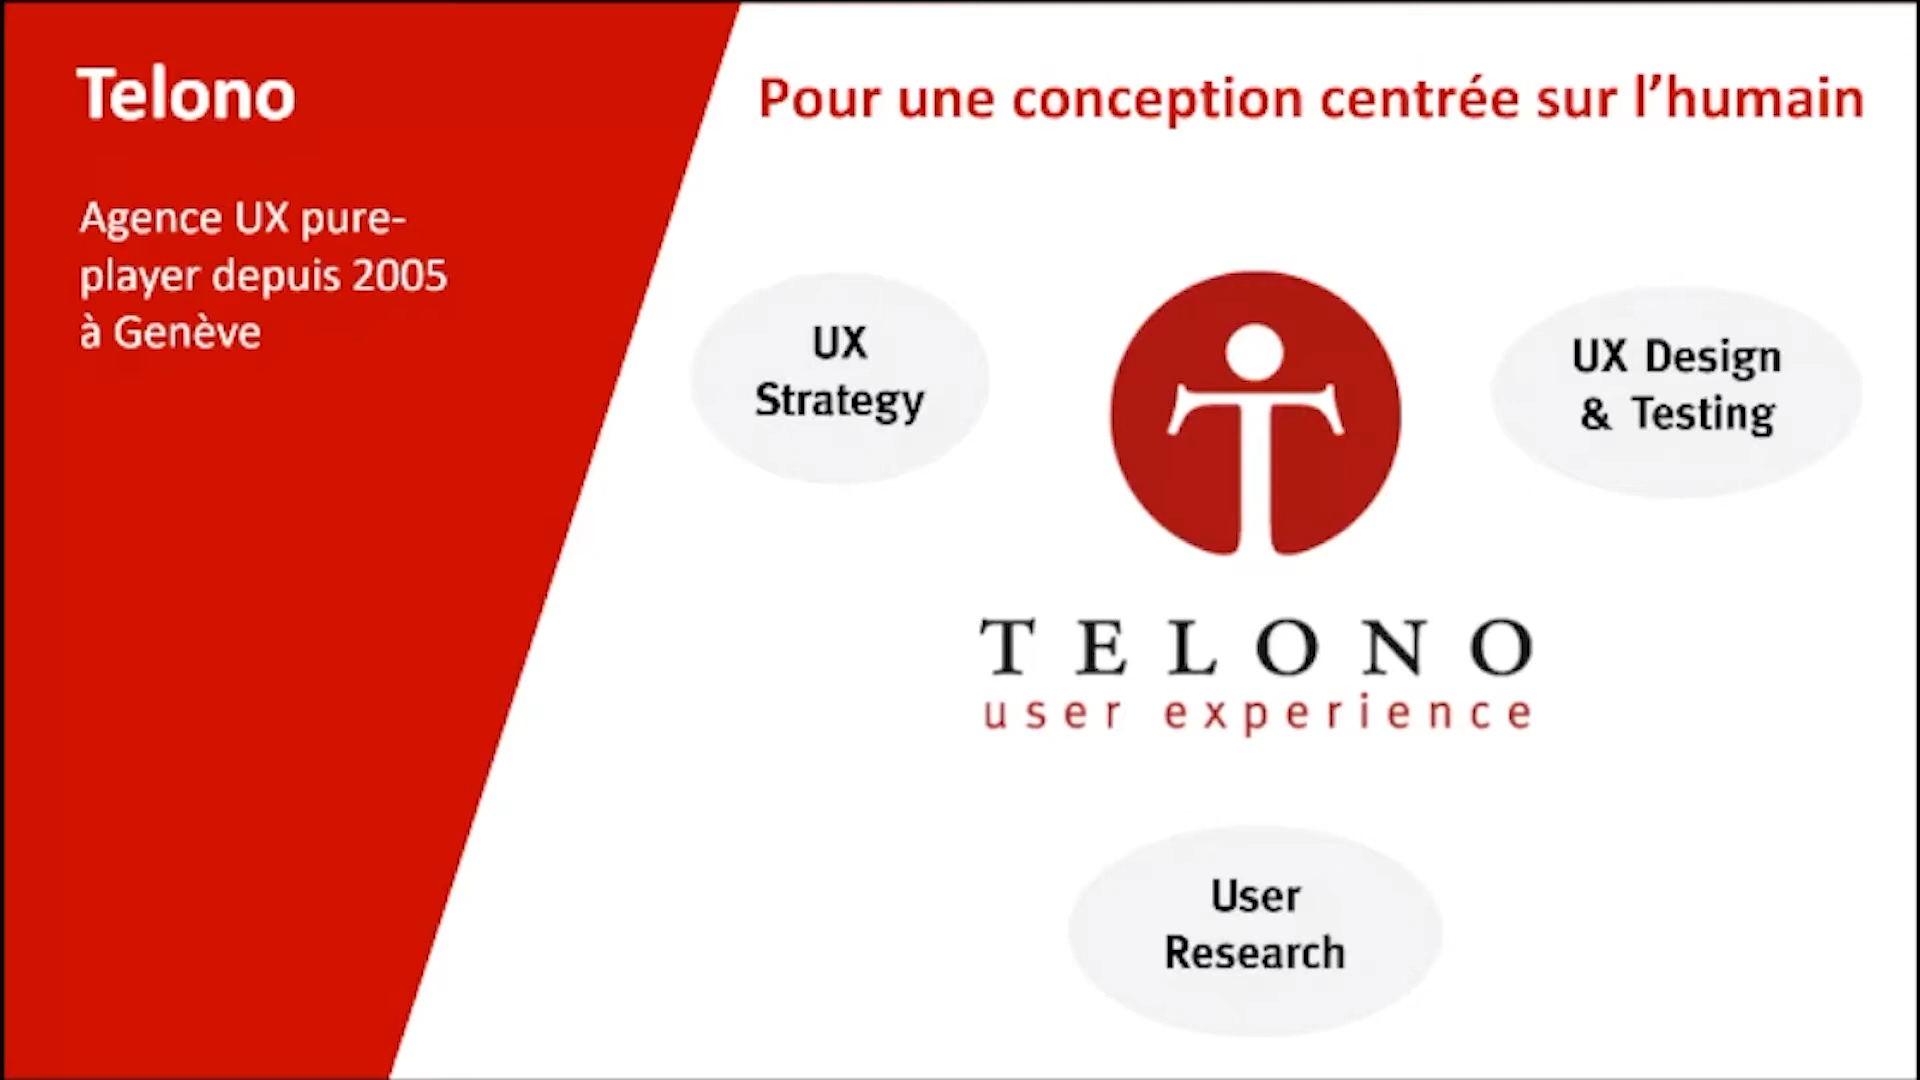 Telono
Agence UX pure-
player depuis 2005
à Genève
Pour une conception centrée sur l’humain
UX
Strategy
UX Design
& Testing
TELONO
user experience
User
Research